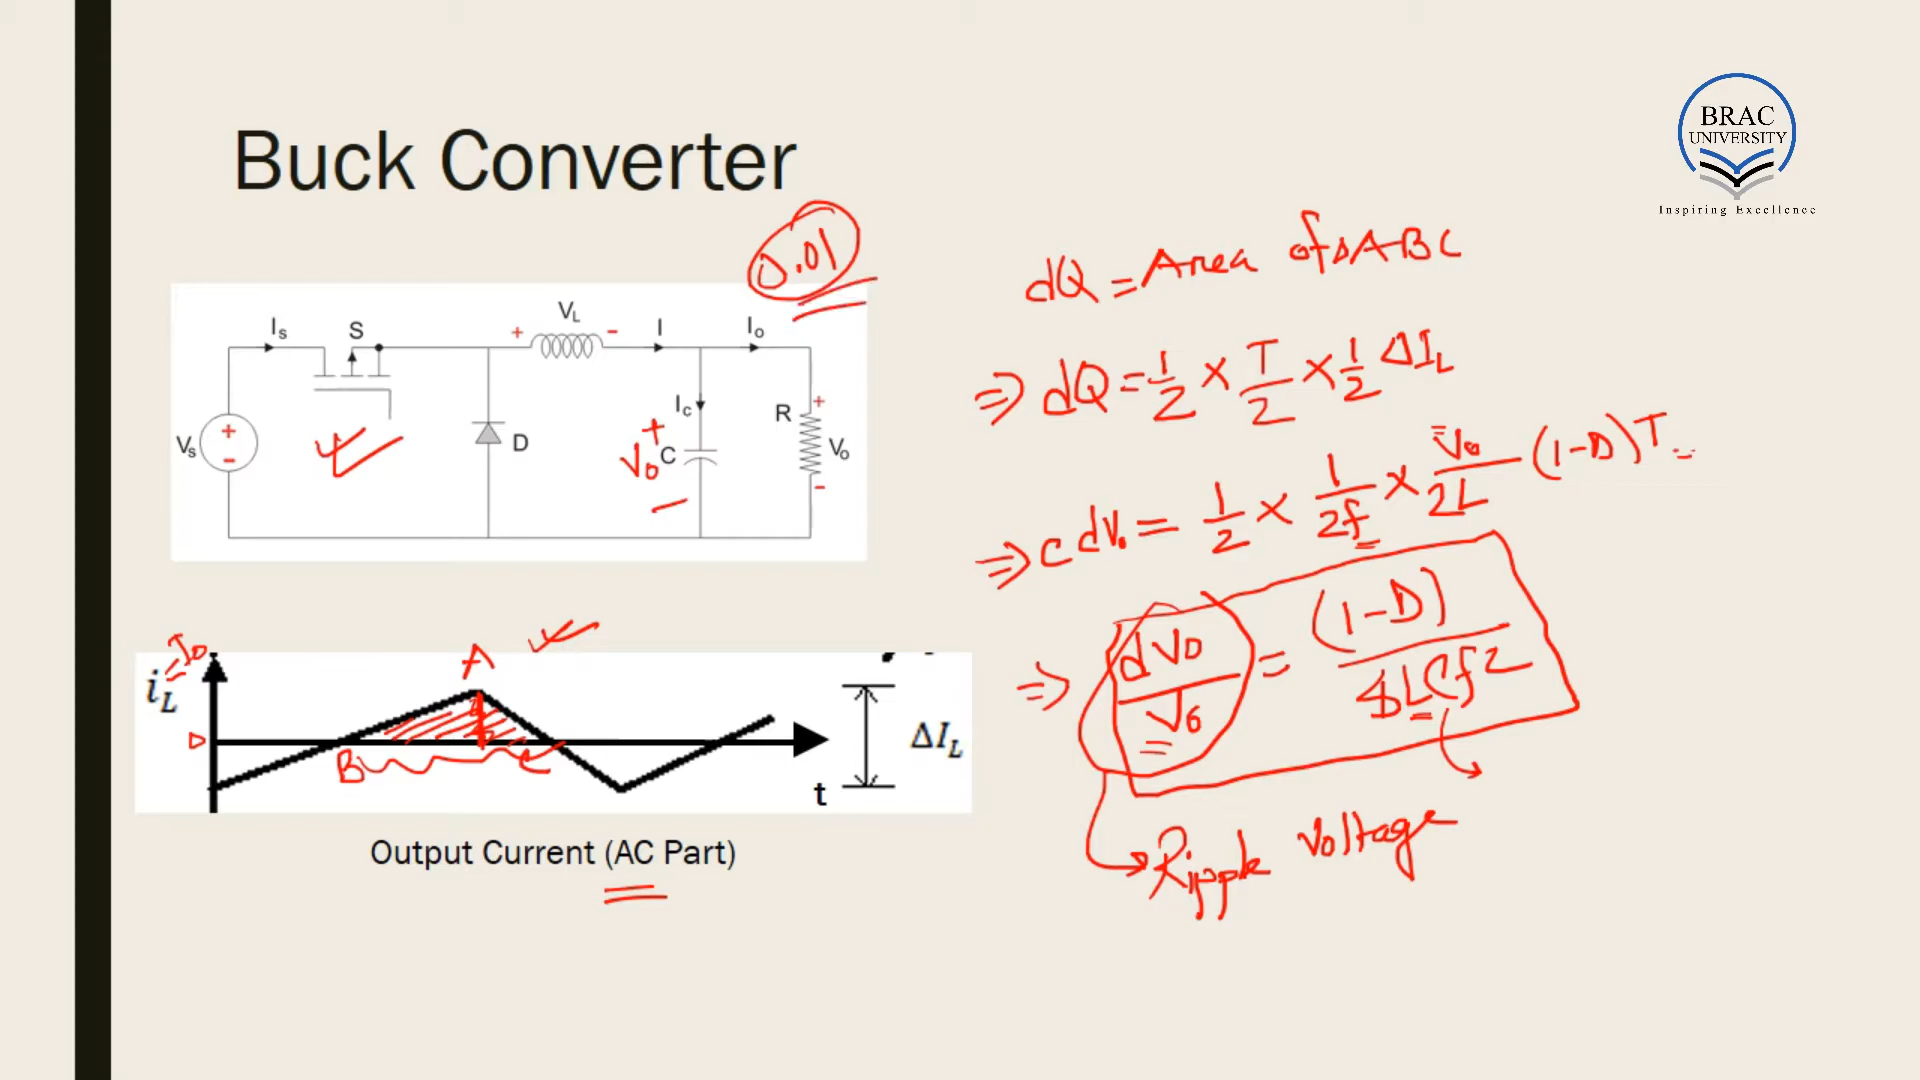 BRAC
UNIVERSITY
Inspiring Excellence
Buck Converter
0.01
Is S + VL - I Io
Vs + - D Ic + Vo - C R + Vo -
dQ = Area of ΔABC
⇒ dQ = 1/2 × T/2 × 1/2 ΔIL
⇒ C dVo = 1/2 × 1/2f × Vo/2L (1-D)T
⇒ dVo/Vo = (1-D)/8LCf2
Ripple Voltage
iL - Io A
0 B C t ΔIL
Output Current (AC Part)